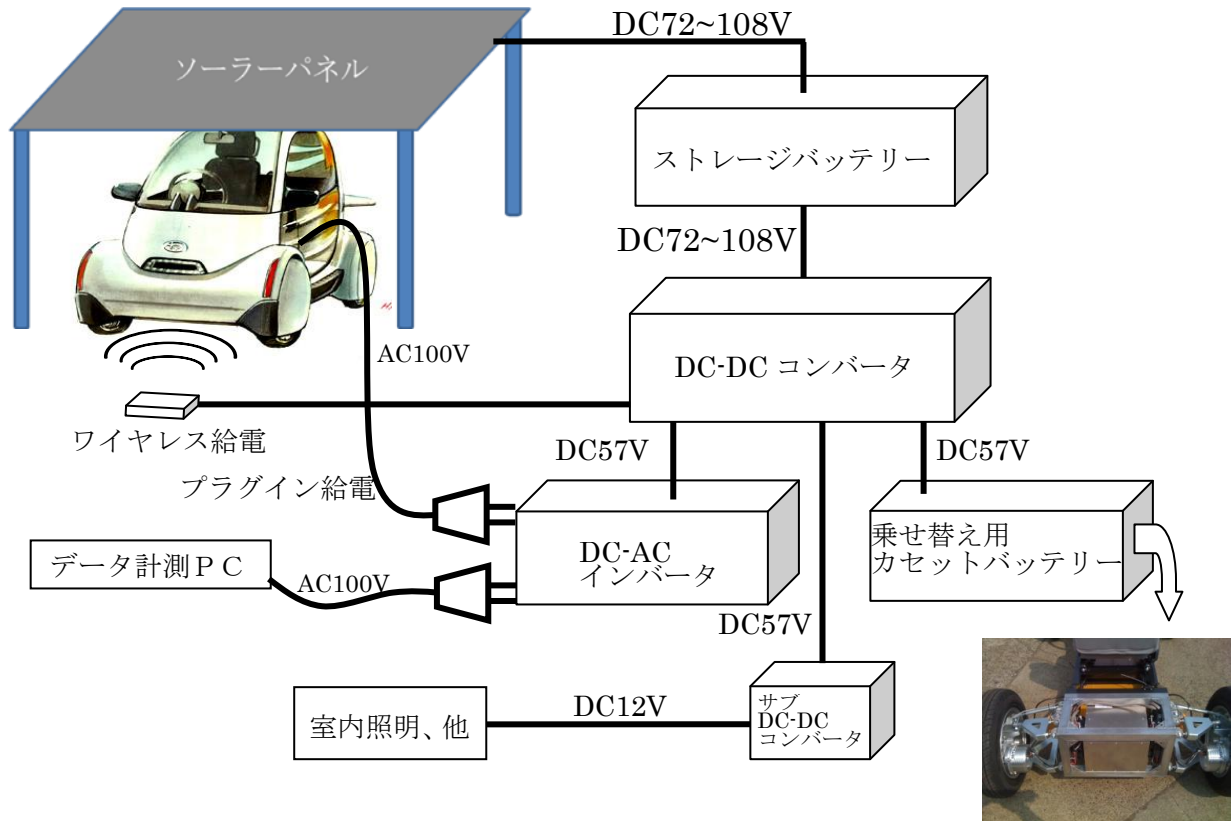 DC72~108V
ソーラーパネル
ストレージバッテリー
DC72~108V
AC100V
DC-DC コンバータ
ワイヤレス給電
DC57V
DC57V
プラグイン給電
乗せ替え用
カセットバッテリー
DC-AC
インバータ
データ計測ＰＣ
AC100V
DC57V
サブ
DC-DC
コンバータ
DC12V
室内照明、他